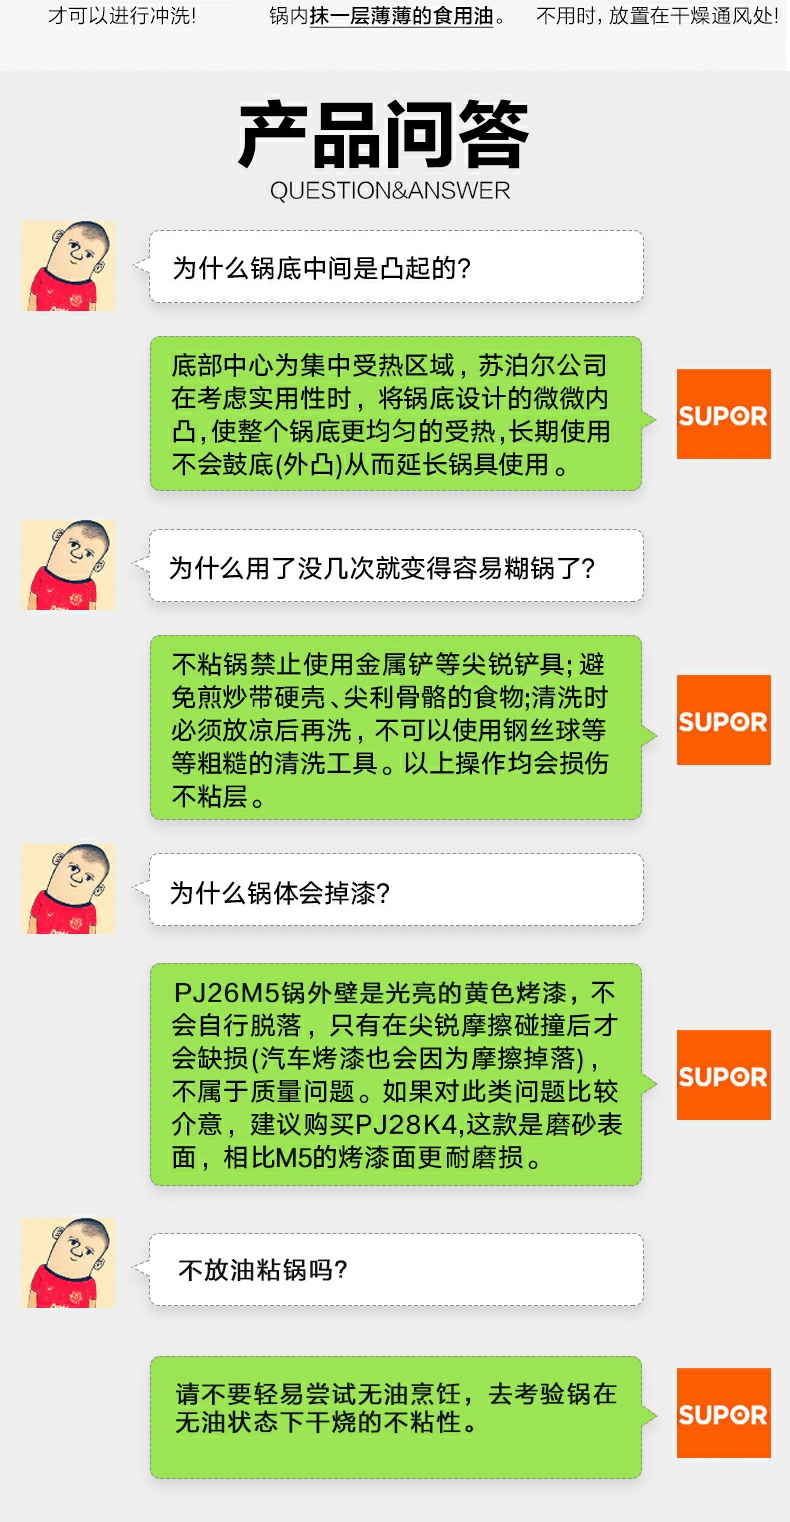 才可以进行冲洗!
锅内抹一层薄薄的食用油。
不用时, 放置在干燥通风处!
产品问答
QUESTION&ANSWER
为什么锅底中间是凸起的?
底部中心为集中受热区域，苏泊尔公司
在考虑实用性时，将锅底设计的微微内
凸,使整个锅底更均匀的受热,长期使用
不会鼓底(外凸)从而延长锅具使用。
SUPOR
为什么用了没几次就变得容易糊锅了?
不粘锅禁止使用金属铲等尖锐铲具; 避
免煎炒带硬壳、尖利骨骼的食物;清洗时
必须放凉后再洗，不可以使用钢丝球等
等粗糙的清洗工具。以上操作均会损伤
不粘层。
SUPOR
为什么锅体会掉漆?
PJ26M5锅外壁是光亮的黄色烤漆，不
会自行脱落，只有在尖锐摩擦碰撞后才
会缺损(汽车烤漆也会因为摩擦掉落)，
不属于质量问题。如果对此类问题比较
介意，建议购买PJ28K4,这款是磨砂表
面，相比M5的烤漆面更耐磨损。
SUPOR
不放油粘锅吗?
请不要轻易尝试无油烹饪，去考验锅在
无油状态下干烧的不粘性。
SUPOR